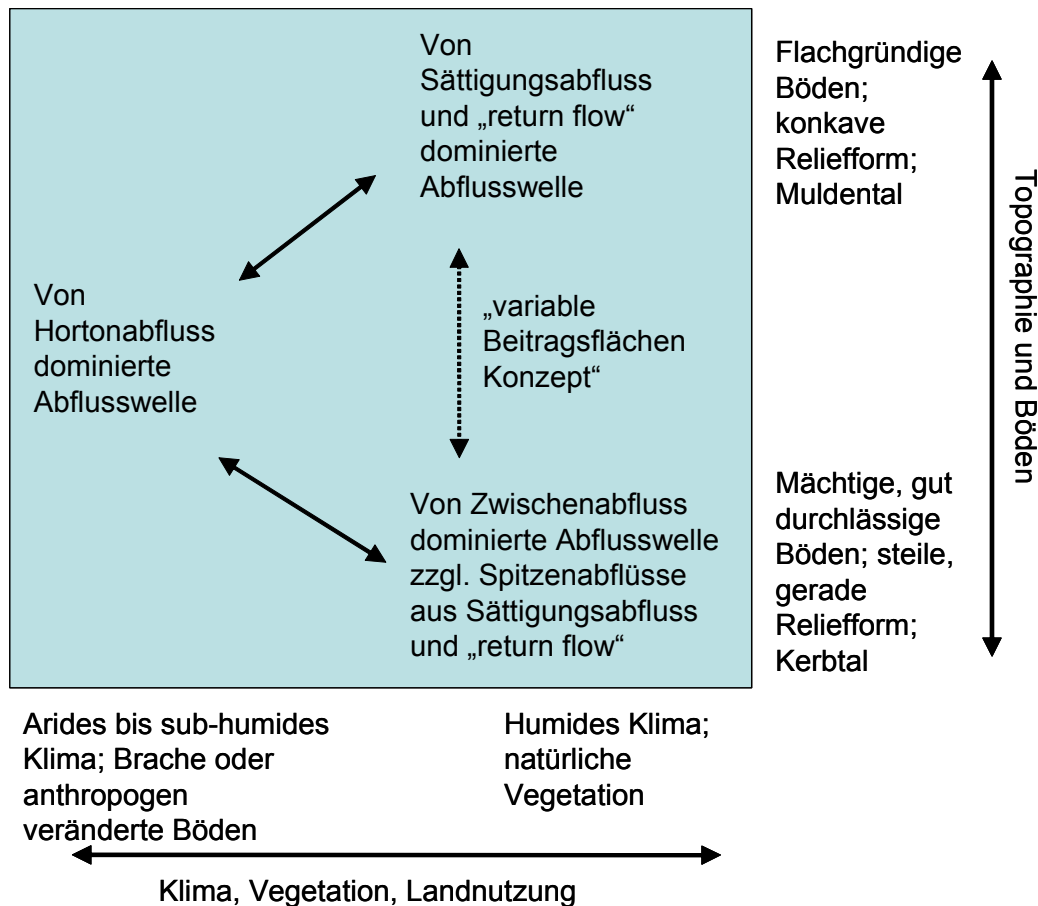 Von
Sättigungsabfluss
und „return flow“
dominierte
Abflusswelle
Flachgründige
Böden;
konkave
Reliefform;
Muldental
Topographie und Böden
Von
Hortonabfluss
dominierte
Abflusswelle
„variable
Beitragsflächen
Konzept“
Von Zwischenabfluss
dominierte Abflusswelle
zzgl. Spitzenabflüsse
aus Sättigungsabfluss
und „return flow“
Mächtige, gut
durchlässige
Böden; steile,
gerade
Reliefform;
Kerbtal
Arides bis sub-humides
Klima; Brache oder
anthropogen
veränderte Böden
Humides Klima;
natürliche
Vegetation
Klima, Vegetation, Landnutzung